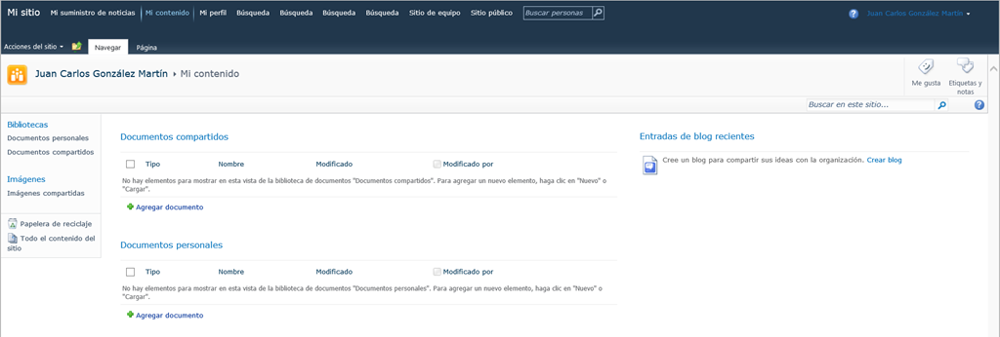 Mi sitio Mi suministro de noticias Mi contenido Mi perfil Búsqueda Búsqueda Búsqueda Búsqueda Sitio de equipo Sitio público Buscar personas Juan Carlos González Martín
Acciones del sitio Navegar Página
Juan Carlos González Martín Mi contenido
Me gusta
Etiquetas y
notas
Buscar en este sitio...
Bibliotecas
Documentos personales
Documentos compartidos
Imágenes
Imágenes compartidas
Papelera de reciclaje
Todo el contenido del
sitio
Documentos compartidos
Tipo Nombre Modificado Modificado por
No hay elementos para mostrar en esta vista de la biblioteca de documentos "Documentos compartidos". Para agregar un nuevo elemento, haga clic en "Nuevo" o
"Cargar".
Agregar documento
Documentos personales
Tipo Nombre Modificado Modificado por
No hay elementos para mostrar en esta vista de la biblioteca de documentos "Documentos personales". Para agregar un nuevo elemento, haga clic en "Nuevo" o
"Cargar".
Agregar documento
Entradas de blog recientes
Cree un blog para compartir sus ideas con la organización. Crear blog